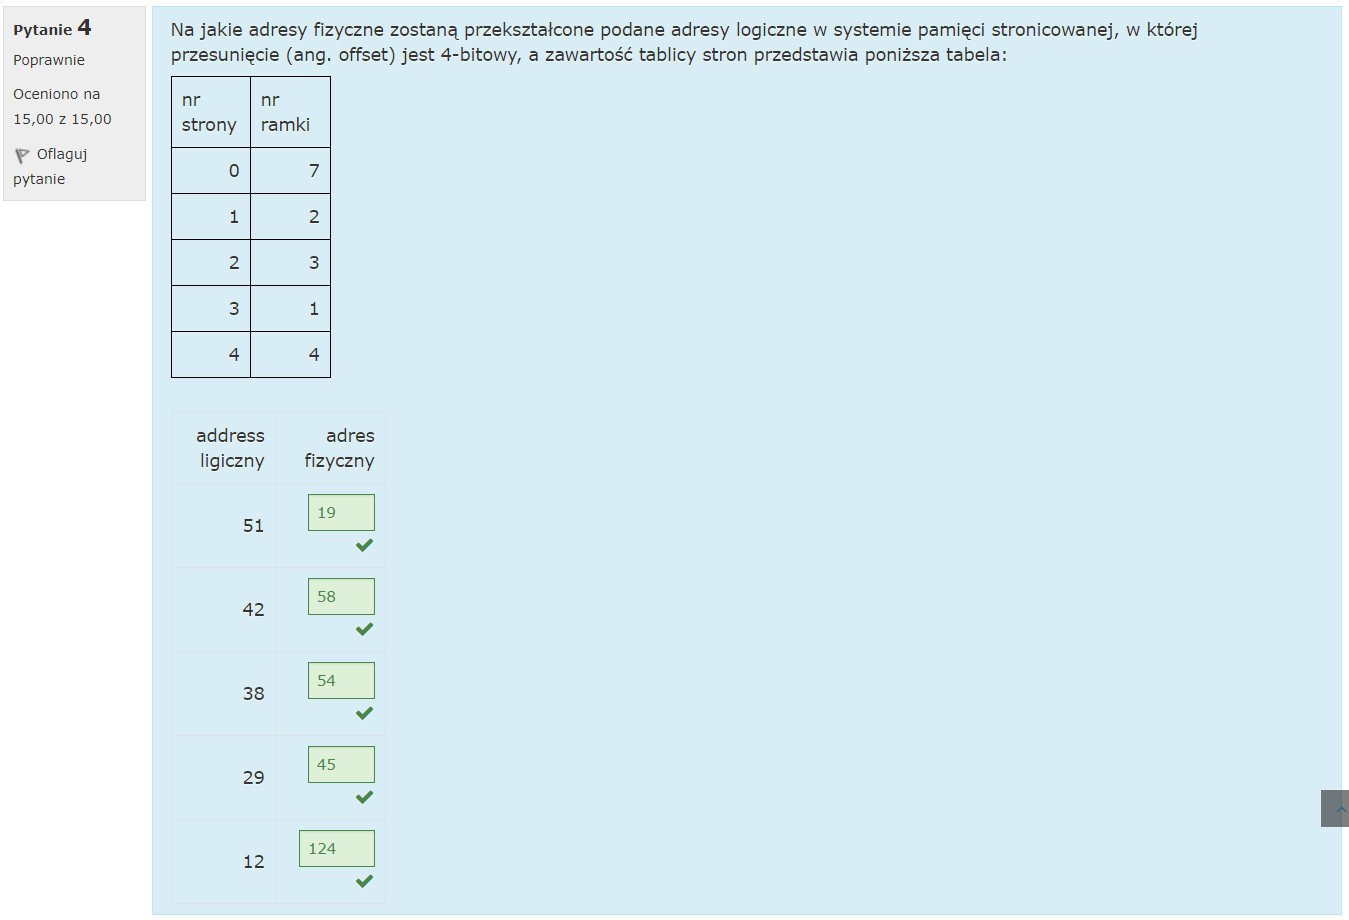 Pytanie 4
Poprawnie
Oceniono na
15,00 z 15,00
Oflaguj
pytanie
Na jakie adresy fizyczne zostaną przekształcone podane adresy logiczne w systemie pamięci stronicowanej, w której
przesunięcie (ang. offset) jest 4-bitowy, a zawartość tablicy stron przedstawia poniższa tabela:
nr strony nr ramki
0 7
1 2
2 3
3 1
4 4
address ligiczny adres fizyczny
51 19
42 58
38 54
29 45
12 124